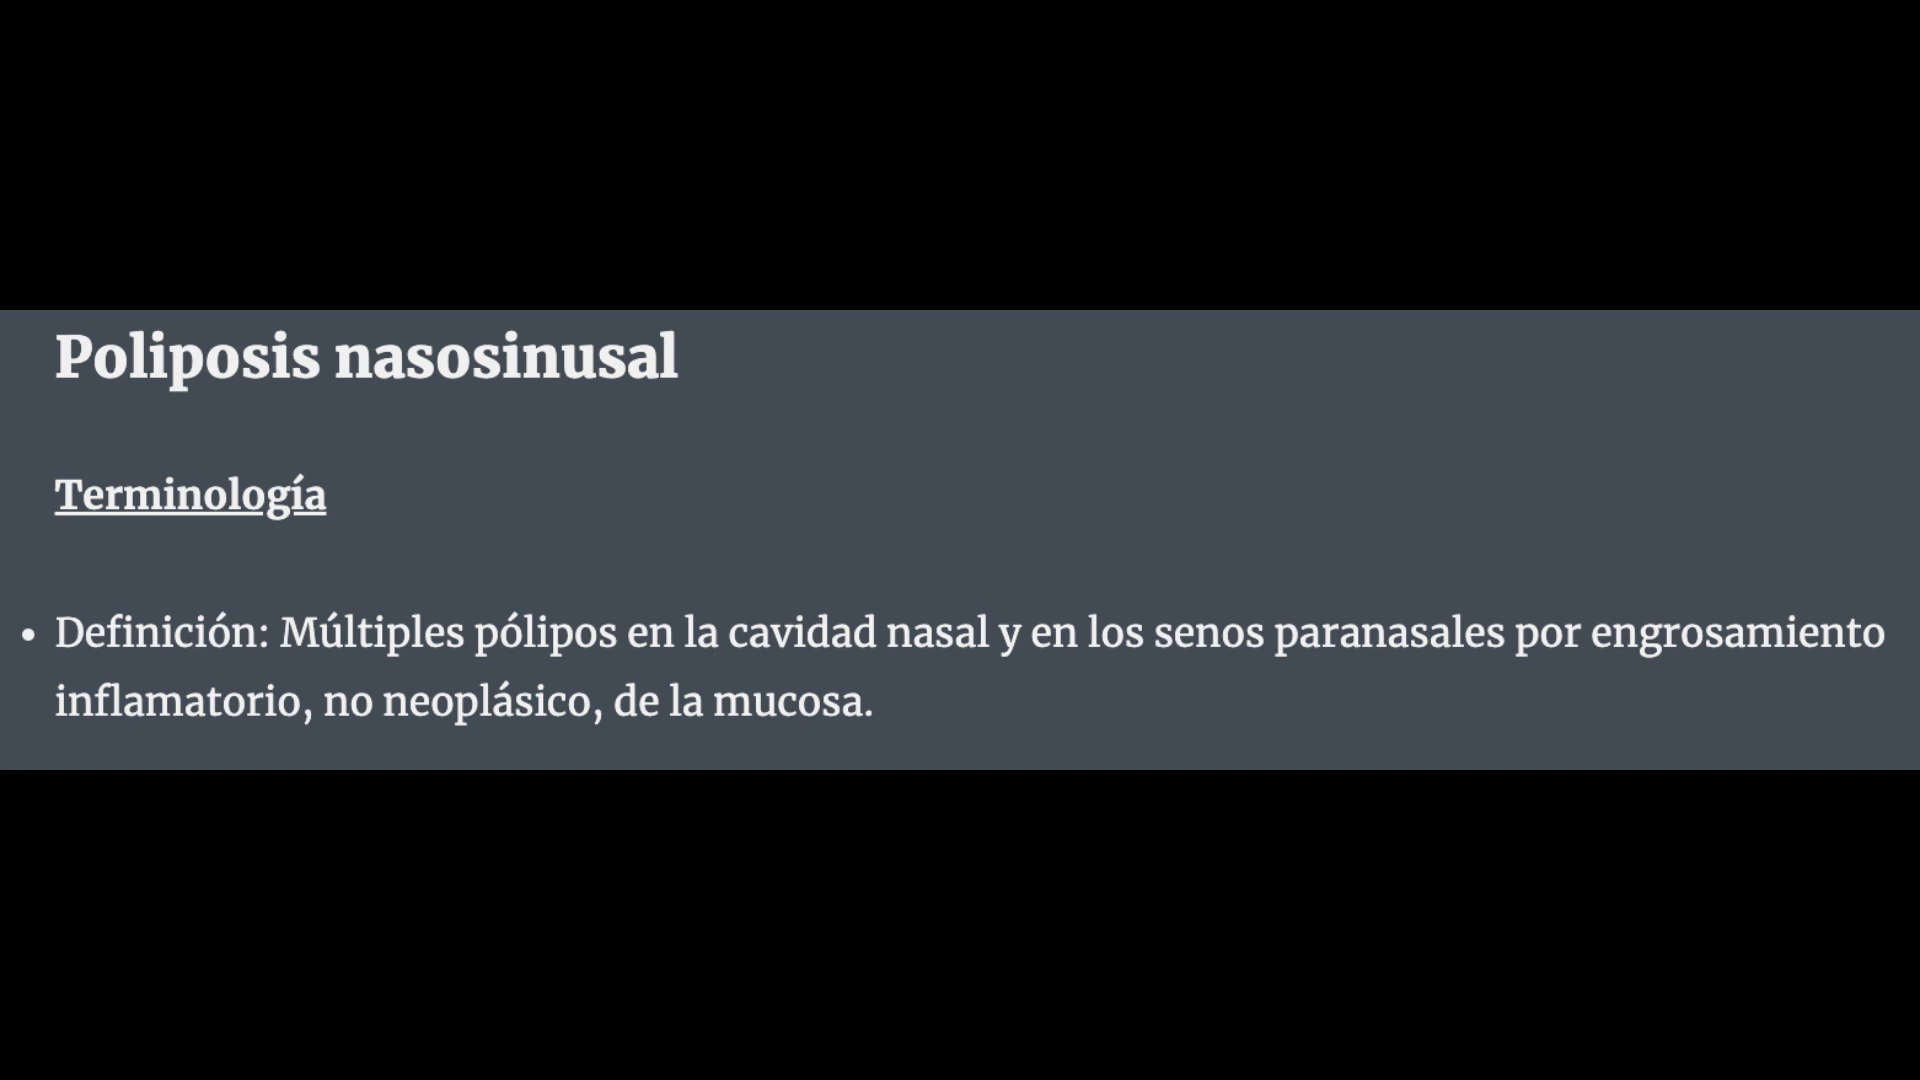 Poliposis nasosinusal
Terminología
• Definición: Múltiples pólipos en la cavidad nasal y en los senos paranasales por engrosamiento
inflamatorio, no neoplásico, de la mucosa.